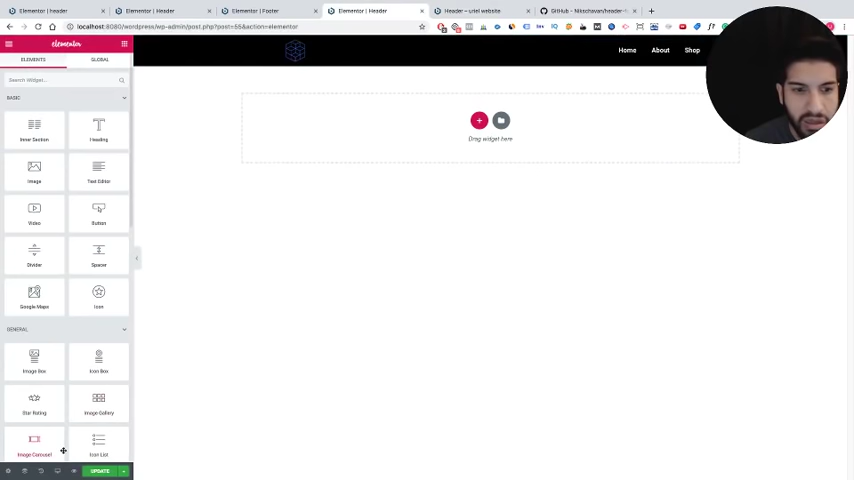 Elementor | header
Elementor | Header
Elementor | Footer
Elementor | Header
Header – uriel website
GitHub - Nikschavan/header-
localhost:8080/wordpress/wp-admin/post.php?post=55&action=elementor
elementor
ELEMENTS
GLOBAL
Search Widget...
BASIC
Inner Section
Heading
Image
Text Editor
Video
Button
Divider
Spacer
Google Maps
Icon
GENERAL
Image Box
Icon Box
Star Rating
Image Gallery
Image Carousel
Icon List
UPDATE
Home
About
Shop
Drag widget here